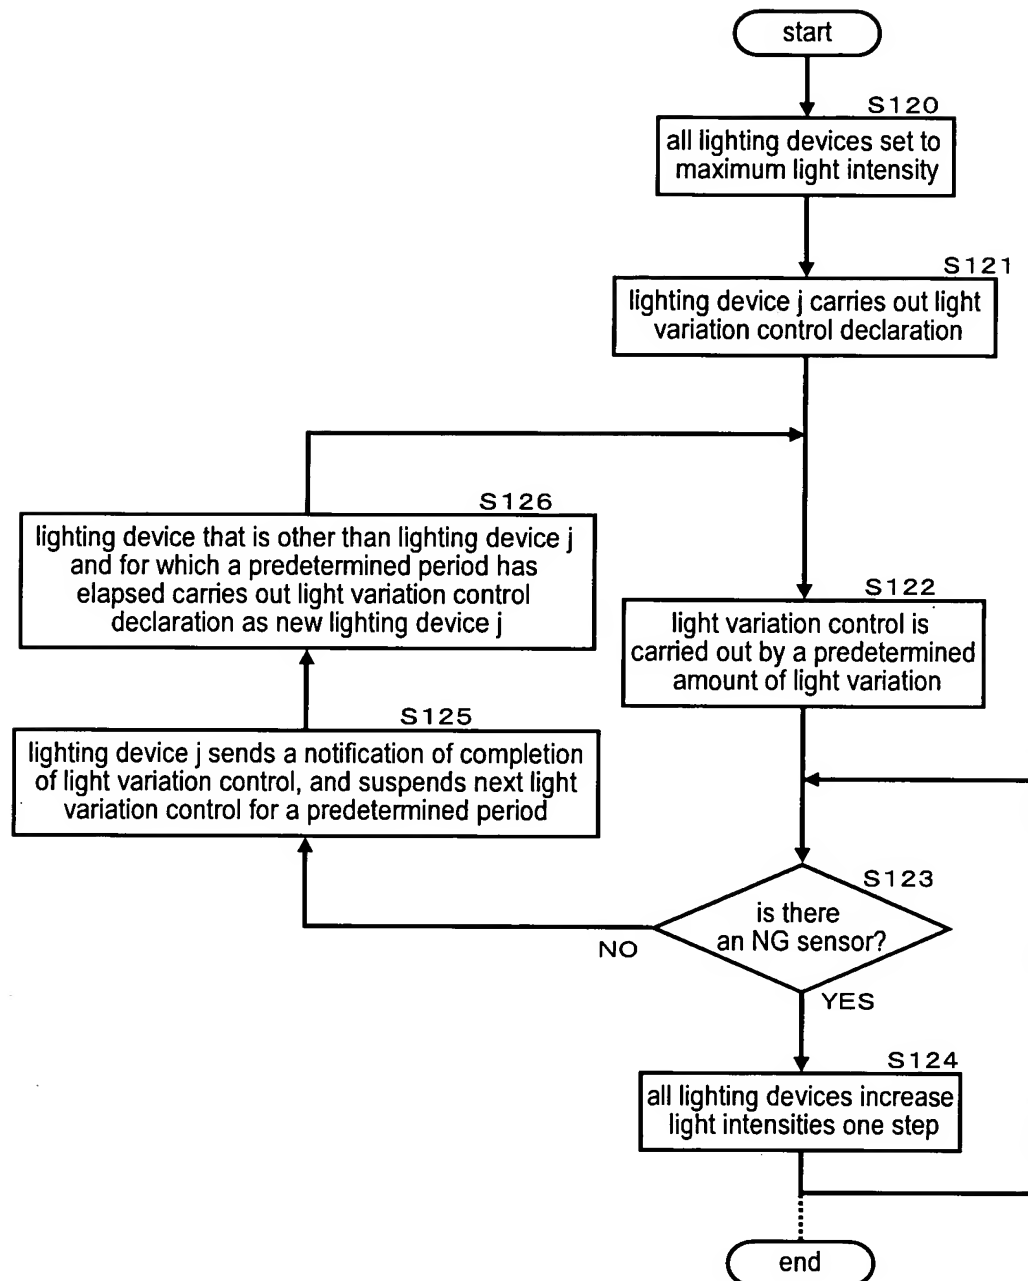 start
S120
all lighting devices set to
maximum light intensity
S121
lighting device j carries out light
variation control declaration
S126
lighting device that is other than lighting device j
and for which a predetermined period has
elapsed carries out light variation control
declaration as new lighting device j
S122
light variation control is
carried out by a predetermined
amount of light variation
S125
lighting device j sends a notification of completion
of light variation control, and suspends next light
variation control for a predetermined period
S123
is there
an NG sensor?
NO
YES
S124
all lighting devices increase
light intensities one step
end